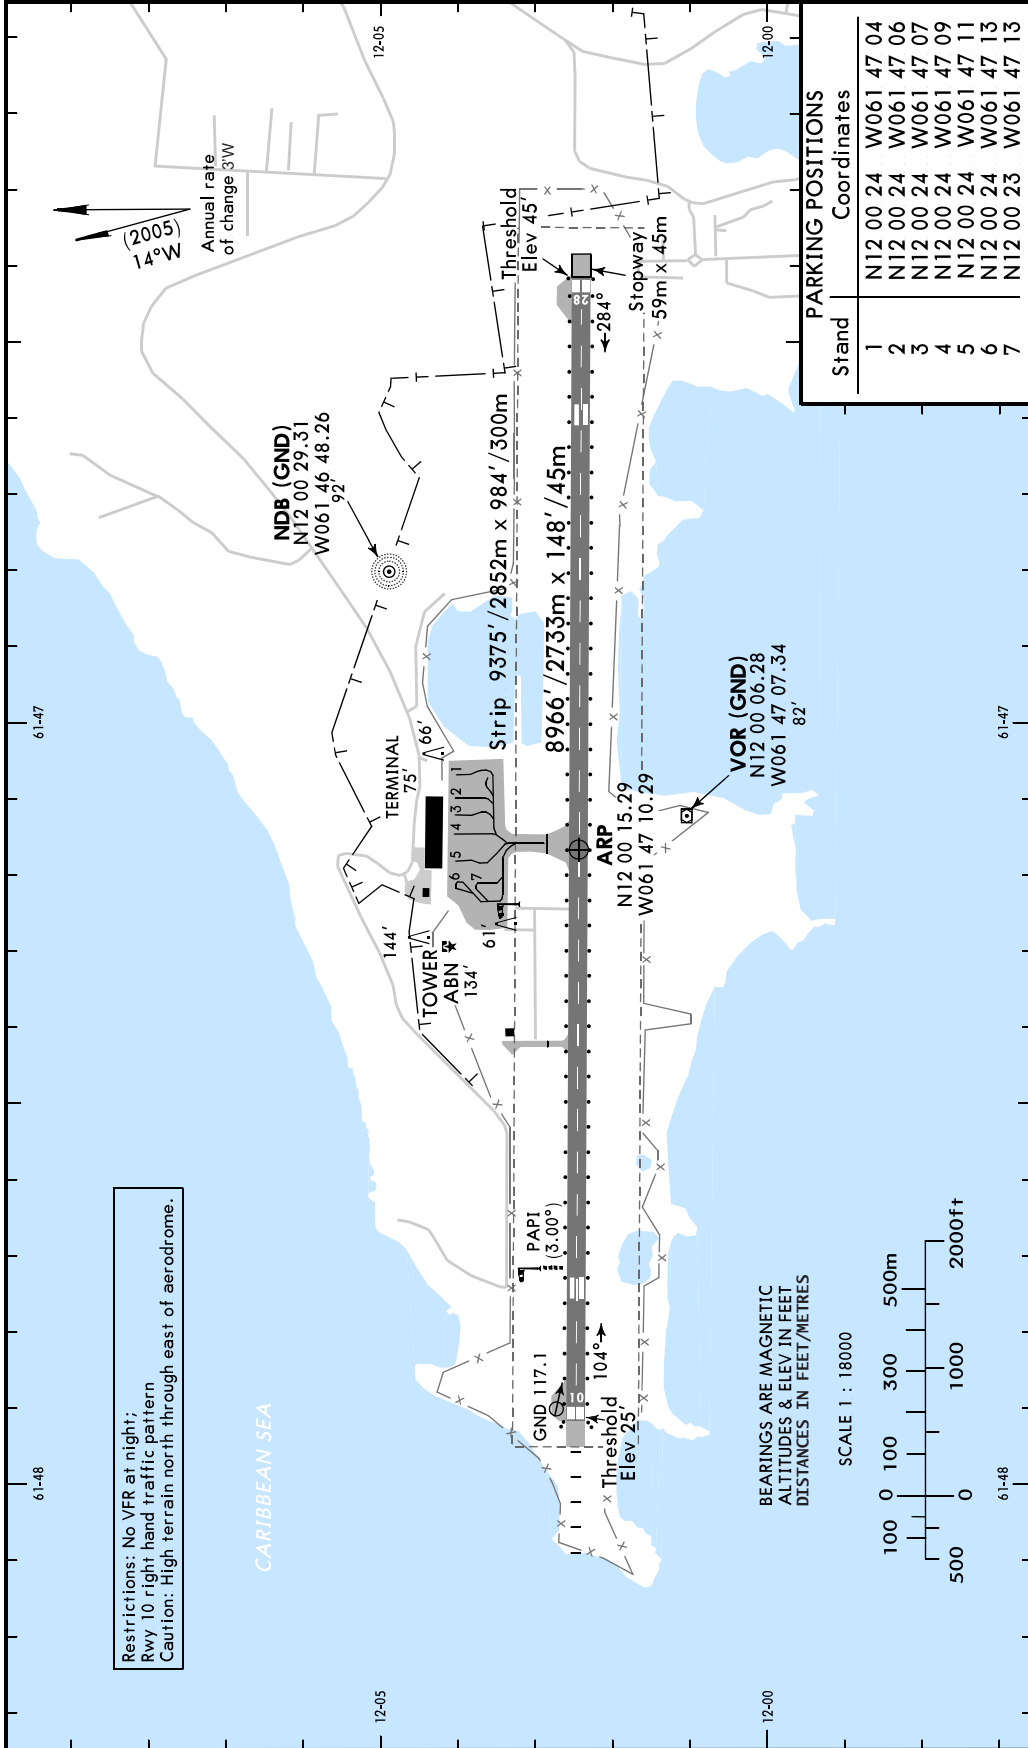 Restrictions: No VFR at night;
Rwy 10 right hand traffic pattern
Caution: High terrain north through east of aerodrome.
CARIBBEAN SEA
61-48
61-47
12-05
12-05
(2005)
14°W
Annual rate
of change 3'W
NDB (GND)
N12 00 29.31
W061 46 48.26
92'
TERMINAL
75'
66'
144'
TOWER
ABN
134'
61'
1
2
3
4
5
6
7
Strip 9375'/2852m x 984'/300m
8966'/2733m x 148'/45m
Threshold
Elev 45'
28
284°
Stopway
59m x 45m
ARP
N12 00 15.29
W061 47 10.29
PAPI
(3.00°)
GND 117.1
10
104°
Threshold
Elev 25'
VOR (GND)
N12 00 06.28
W061 47 07.34
82'
BEARINGS ARE MAGNETIC
ALTITUDES & ELEV IN FEET
DISTANCES IN FEET/METRES
SCALE 1 : 18000
100 0 100 300 500m
500 0 1000 2000ft
12-00
12-00
61-48
61-47
PARKING POSITIONS
Stand Coordinates
1 N12 00 24 W061 47 04
2 N12 00 24 W061 47 06
3 N12 00 24 W061 47 07
4 N12 00 24 W061 47 09
5 N12 00 24 W061 47 11
6 N12 00 24 W061 47 13
7 N12 00 23 W061 47 13